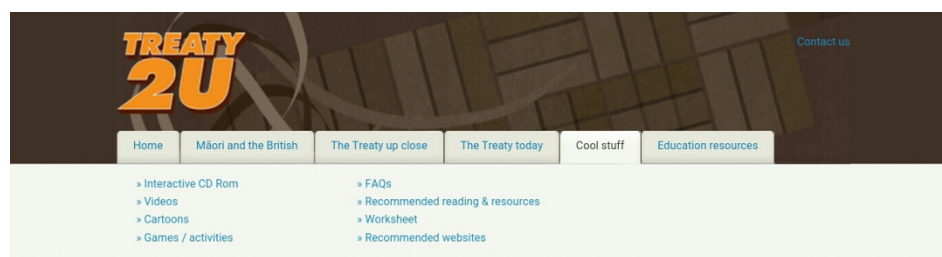 TREATY
2U
Contact us
Home Māori and the British The Treaty up close The Treaty today Cool stuff Education resources
» Interactive CD Rom
» Videos
» Cartoons
» Games / activities
» FAQs
» Recommended reading & resources
» Worksheet
» Recommended websites